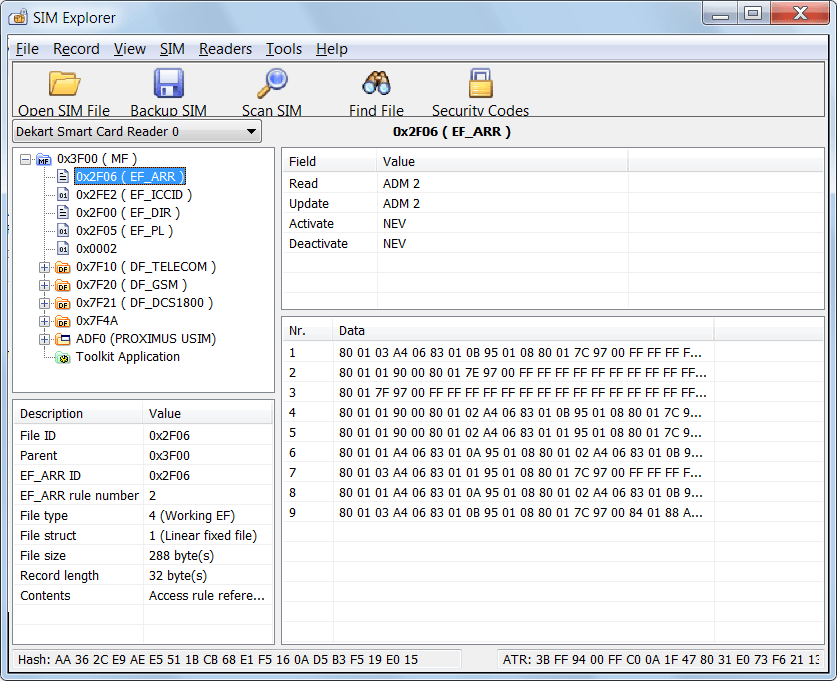 SIM Explorer
File Record View SIM Readers Tools Help
Open SIM File Backup SIM Scan SIM Find File Security Codes
Dekart Smart Card Reader 0
0x2F06 ( EF_ARR )
0x3F00 ( MF )
0x2F06 ( EF_ARR )
0x2FE2 ( EF_ICCID )
0x2F00 ( EF_DIR )
0x2F05 ( EF_PL )
0x0002
0x7F10 ( DF_TELECOM )
0x7F20 ( DF_GSM )
0x7F21 ( DF_DCS1800 )
0x7F4A
ADF0 (PROXIMUS USIM)
Toolkit Application
Field Value
Read ADM 2
Update ADM 2
Activate NEV
Deactivate NEV
Description Value
File ID 0x2F06
Parent 0x3F00
EF_ARR ID 0x2F06
EF_ARR rule number 2
File type 4 (Working EF)
File struct 1 (Linear fixed file)
File size 288 byte(s)
Record length 32 byte(s)
Contents Access rule refere...
Nr. Data
1 80 01 03 A4 06 83 01 0B 95 01 08 80 01 7C 97 00 FF FF FF F...
2 80 01 01 90 00 80 01 7E 97 00 FF FF FF FF FF FF FF FF FF FF...
3 80 01 7F 97 00 FF FF FF FF FF FF FF FF FF FF FF FF FF FF FF...
4 80 01 01 90 00 80 01 02 A4 06 83 01 0B 95 01 08 80 01 7C 9...
5 80 01 01 90 00 80 01 02 A4 06 83 01 01 95 01 08 80 01 7C 9...
6 80 01 01 A4 06 83 01 0A 95 01 08 80 01 02 A4 06 83 01 0B 9...
7 80 01 03 A4 06 83 01 01 95 01 08 80 01 7C 97 00 FF FF FF F...
8 80 01 01 A4 06 83 01 0A 95 01 08 80 01 02 A4 06 83 01 0B 9...
9 80 01 03 A4 06 83 01 0B 95 01 08 80 01 7C 97 00 84 01 88 A...
Hash: AA 36 2C E9 AE E5 51 1B CB 68 E1 F5 16 0A D5 B3 F5 19 E0 15
ATR: 3B FF 94 00 FF C0 0A 1F 47 80 31 E0 73 F6 21 13